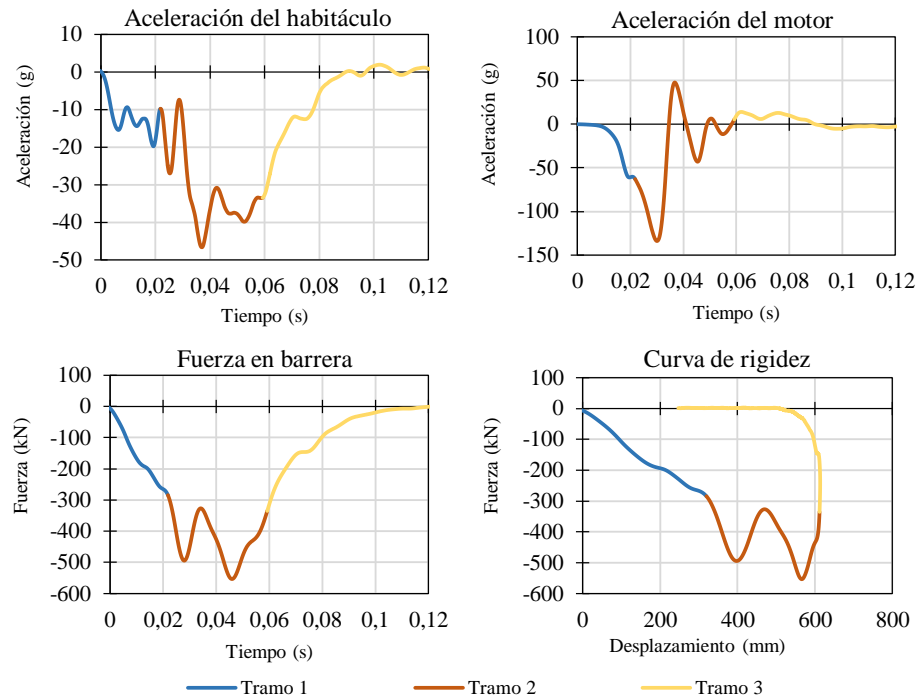 Aceleración del habitáculo
Aceleración (g)
10
0
-10
-20
-30
-40
-50
0 0,02 0,04 0,06 0,08 0,1 0,12
Tiempo (s)
Aceleración del motor
Aceleración (g)
100
50
0
-50
-100
-150
0 0,02 0,04 0,06 0,08 0,1 0,12
Tiempo (s)
Fuerza en barrera
Fuerza (kN)
100
0
-100
-200
-300
-400
-500
-600
0 0,02 0,04 0,06 0,08 0,1 0,12
Tiempo (s)
Curva de rigidez
Fuerza (kN)
100
0
-100
-200
-300
-400
-500
-600
0 200 400 600 800
Desplazamiento (mm)
Tramo 1 Tramo 2 Tramo 3